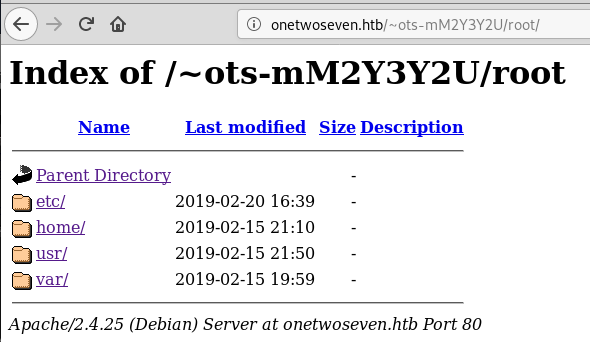 onetwoseven.htb/~ots-mM2Y3Y2U/root/
Index of /~ots-mM2Y3Y2U/root
Name Last modified Size Description
Parent Directory -
etc/ 2019-02-20 16:39 -
home/ 2019-02-15 21:10 -
usr/ 2019-02-15 21:50 -
var/ 2019-02-15 19:59 -
Apache/2.4.25 (Debian) Server at onetwoseven.htb Port 80